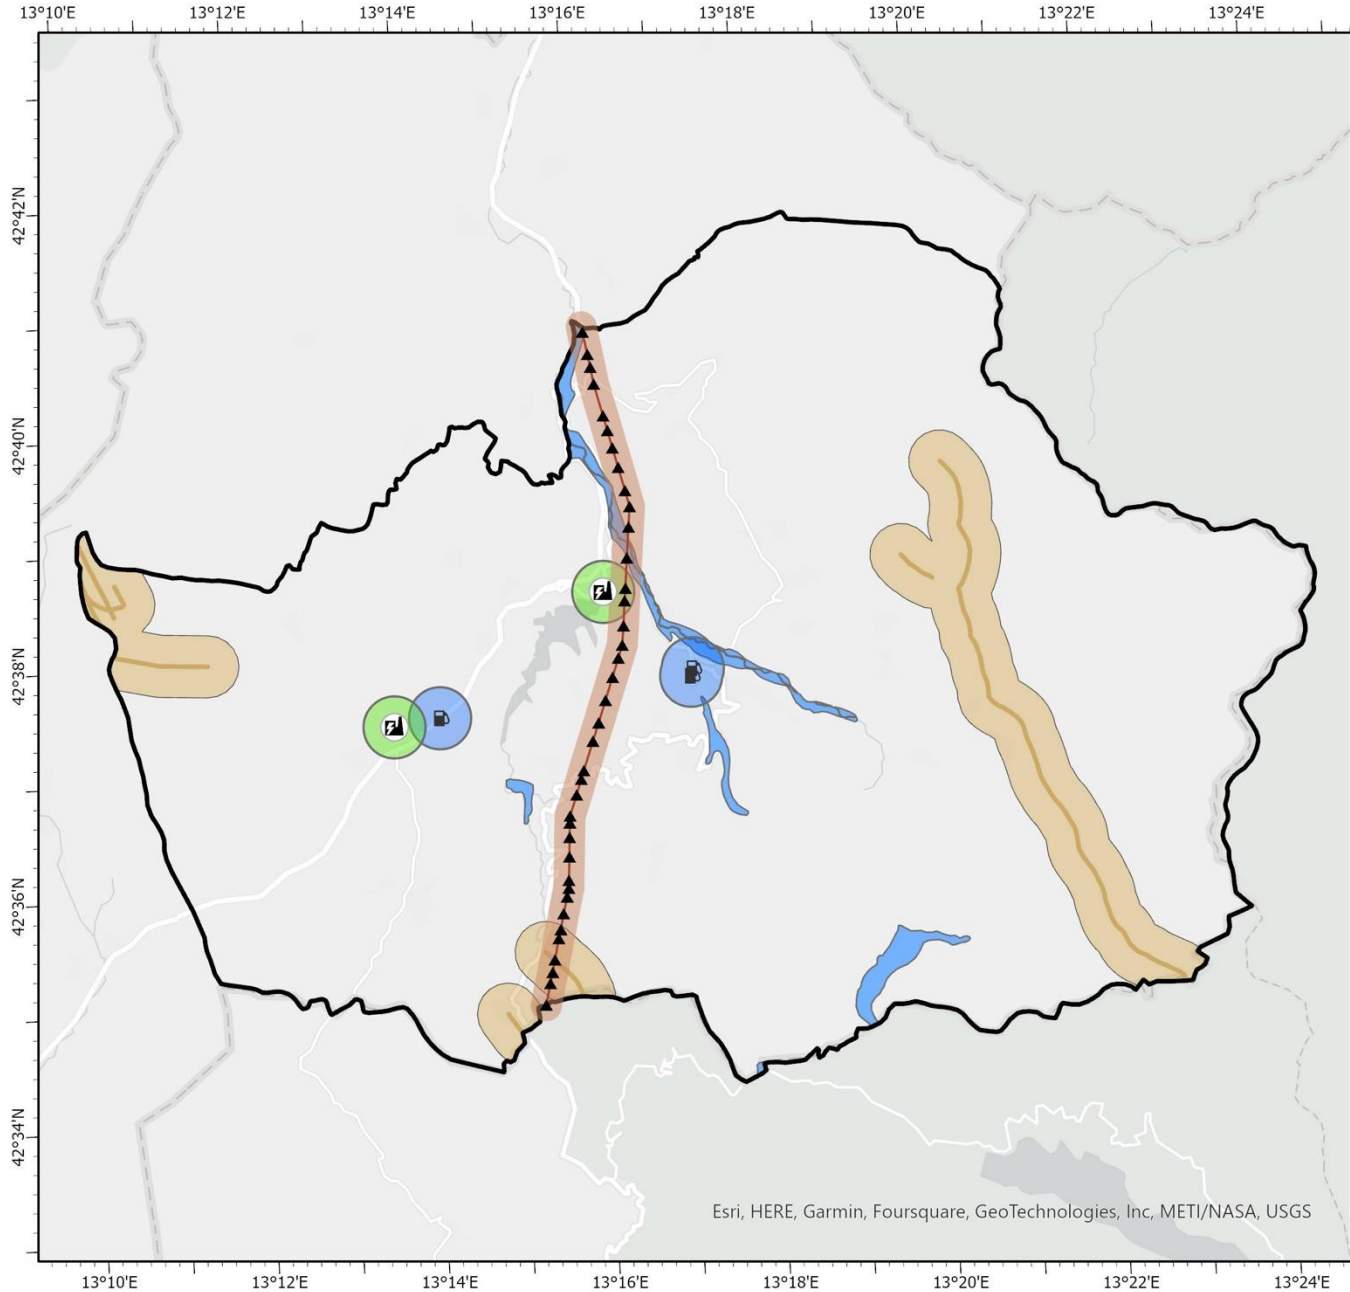 13°10'E 13°12'E 13°14'E 13°16'E 13°18'E 13°20'E 13°22'E 13°24'E
42°42'N
42°40'N
42°38'N
42°36'N
42°34'N
Esri, HERE, Garmin, Foursquare, GeoTechnologies, Inc, METI/NASA, USGS
13°10'E 13°12'E 13°14'E 13°16'E 13°18'E 13°20'E 13°22'E 13°24'E